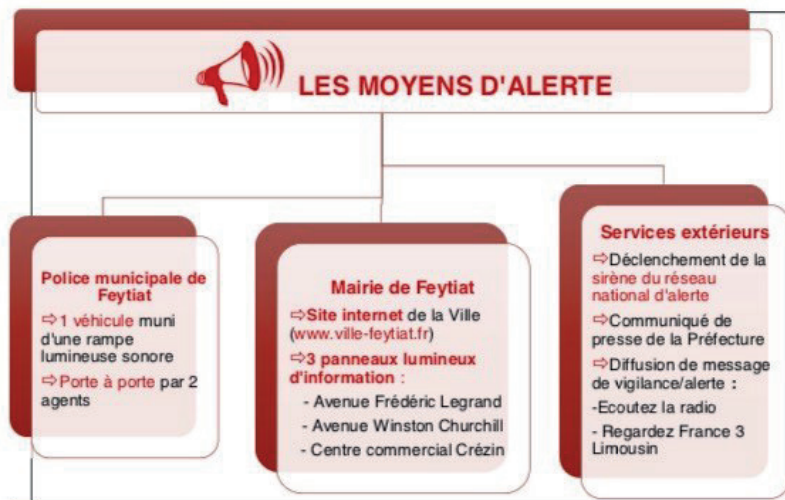 LES MOYENS D'ALERTE
Police municipale de
Feytiat
⇨1 véhicule muni
d'une rampe
lumineuse sonore
⇨Porte à porte par 2
agents
Mairie de Feytiat
⇨Site internet de la Ville
(www.ville-feytiat.fr)
⇨3 panneaux lumineux
d'information :
- Avenue Frédéric Legrand
- Avenue Winston Churchill
- Centre commercial Crézin
Services extérieurs
⇨Déclenchement de la
sirène du réseau
national d'alerte
⇨Communiqué de
presse de la Préfecture
⇨Diffusion de message
de vigilance/alerte :
-Ecoutez la radio
- Regardez France 3
Limousin